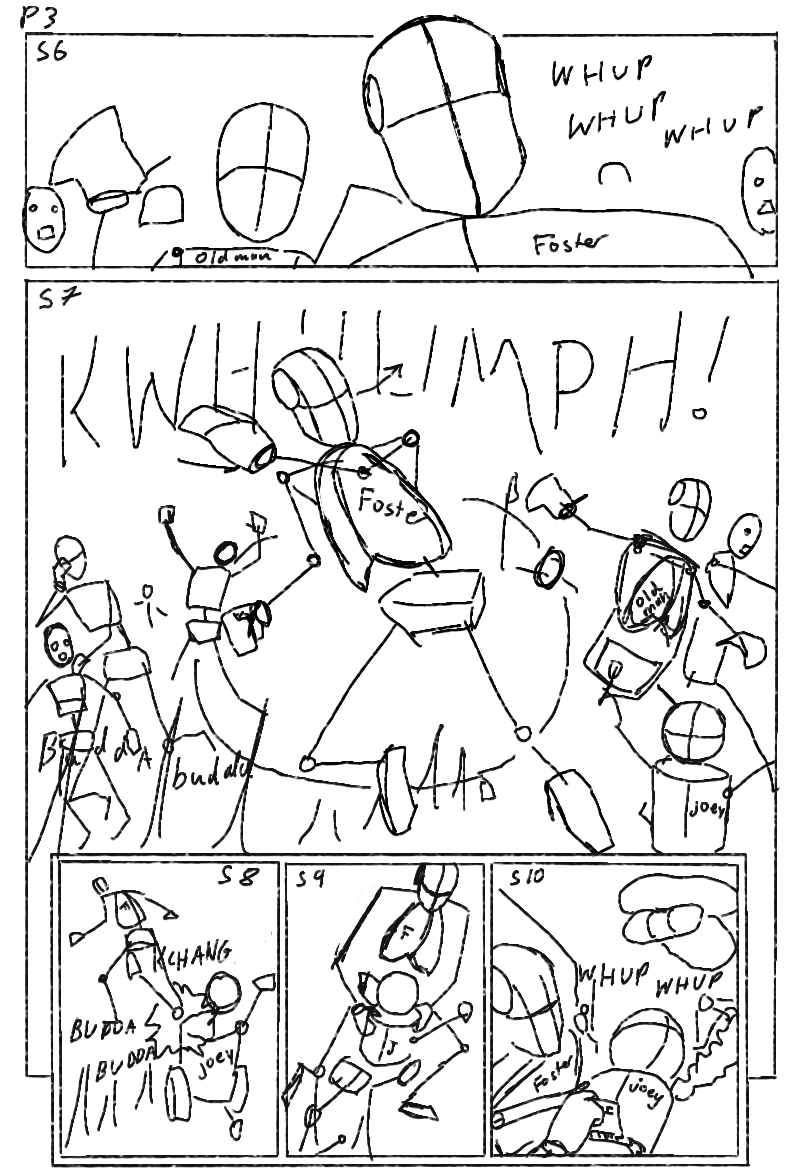 P3
S6
WHUP
WHUP
WHUP
Old man
Foster
S7
KWHUUMPH!
Foster
Old
man
BuddA
budda
joey
S8
KCHANG
BUDDA
BUDDA
joey
S9
F
J
S10
WHUP
WHUP
Foster
joey